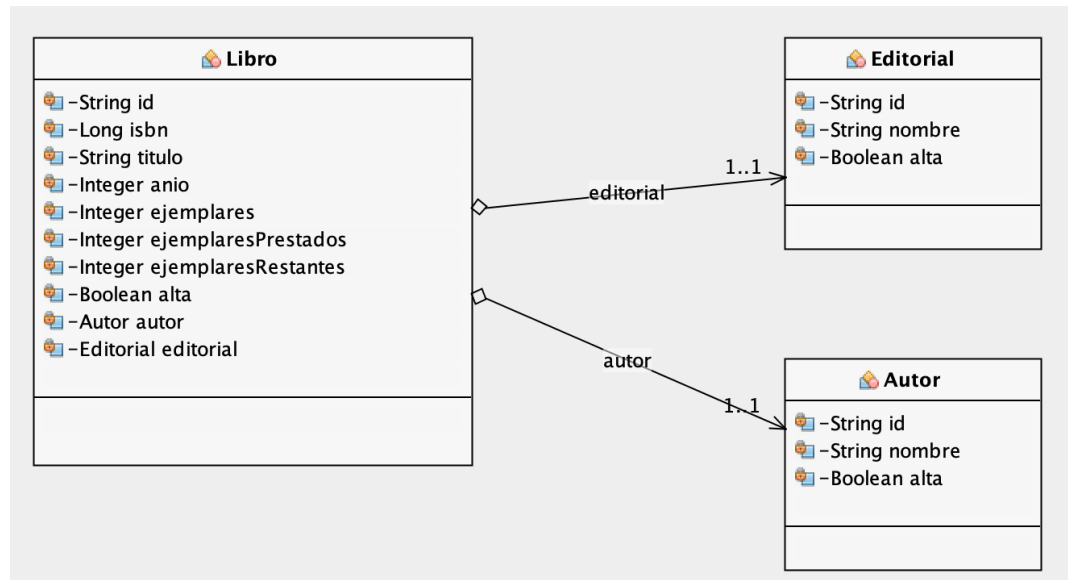 Libro
-String id
-Long isbn
-String titulo
-Integer anio
-Integer ejemplares
-Integer ejemplaresPrestados
-Integer ejemplaresRestantes
-Boolean alta
-Autor autor
-Editorial editorial
editorial
1..1
autor
1..1
Editorial
-String id
-String nombre
-Boolean alta
Autor
-String id
-String nombre
-Boolean alta